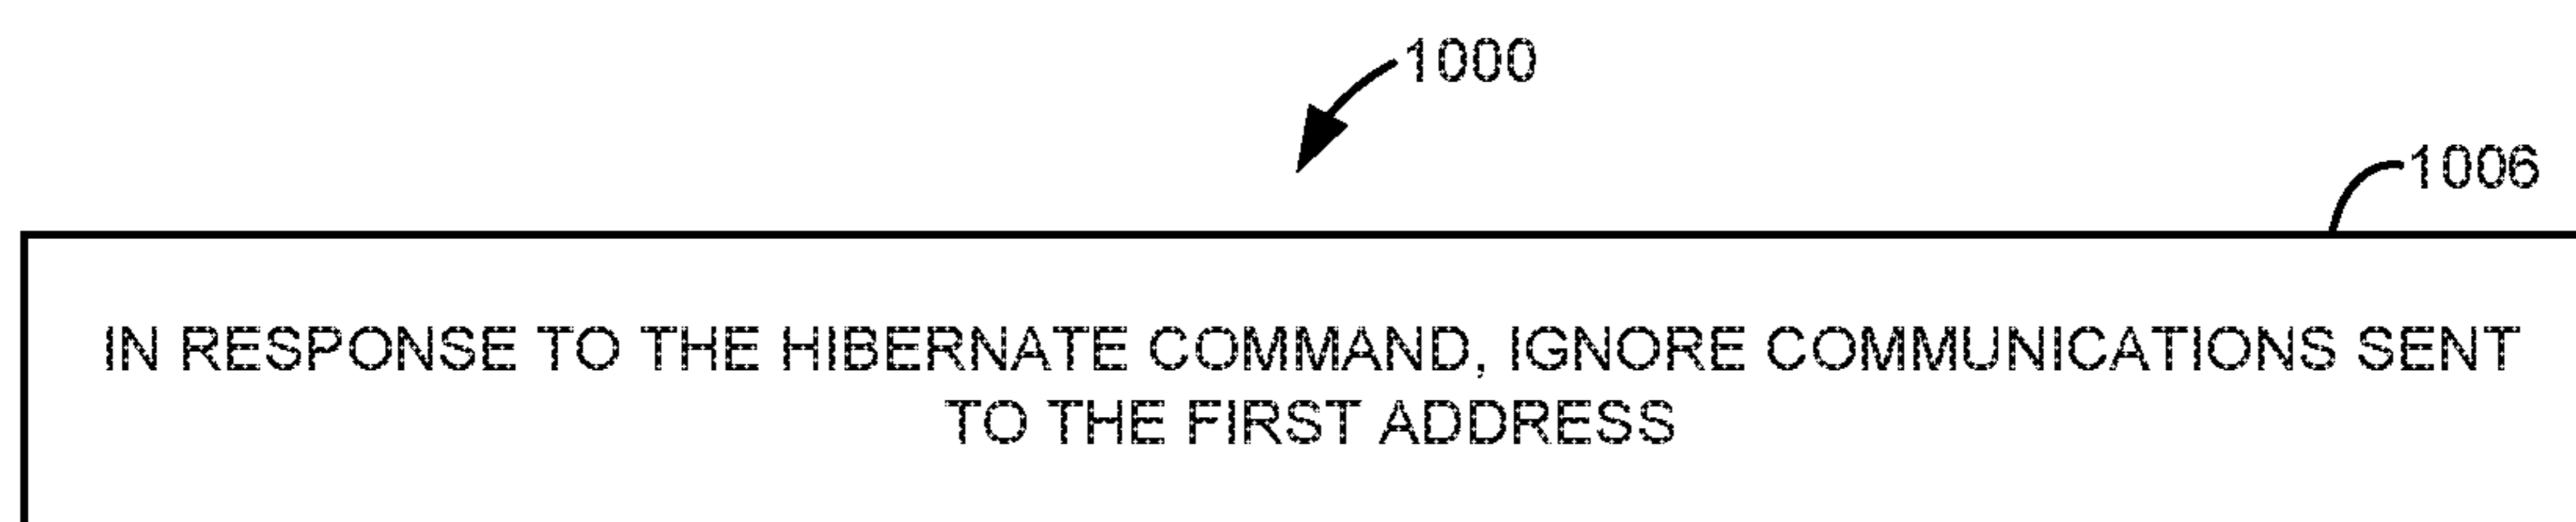 1000
1006
IN RESPONSE TO THE HIBERNATE COMMAND, IGNORE COMMUNICATIONS SENT
TO THE FIRST ADDRESS